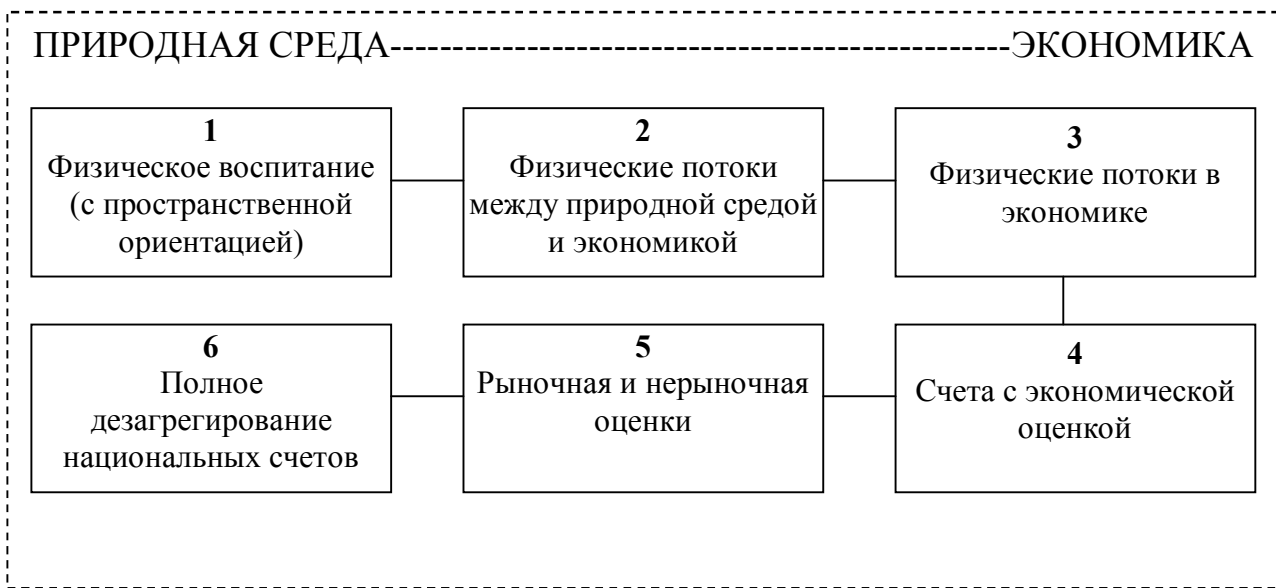 ПРИРОДНАЯ СРЕДА---------------------------------------------ЭКОНОМИКА
1
Физическое воспитание
(с пространственной
ориентацией)
2
Физические потоки
между природной средой
и экономикой
3
Физические потоки в
экономике
6
Полное
дезагрегирование
национальных счетов
5
Рыночная и нерыночная
оценки
4
Счета с экономической
оценкой